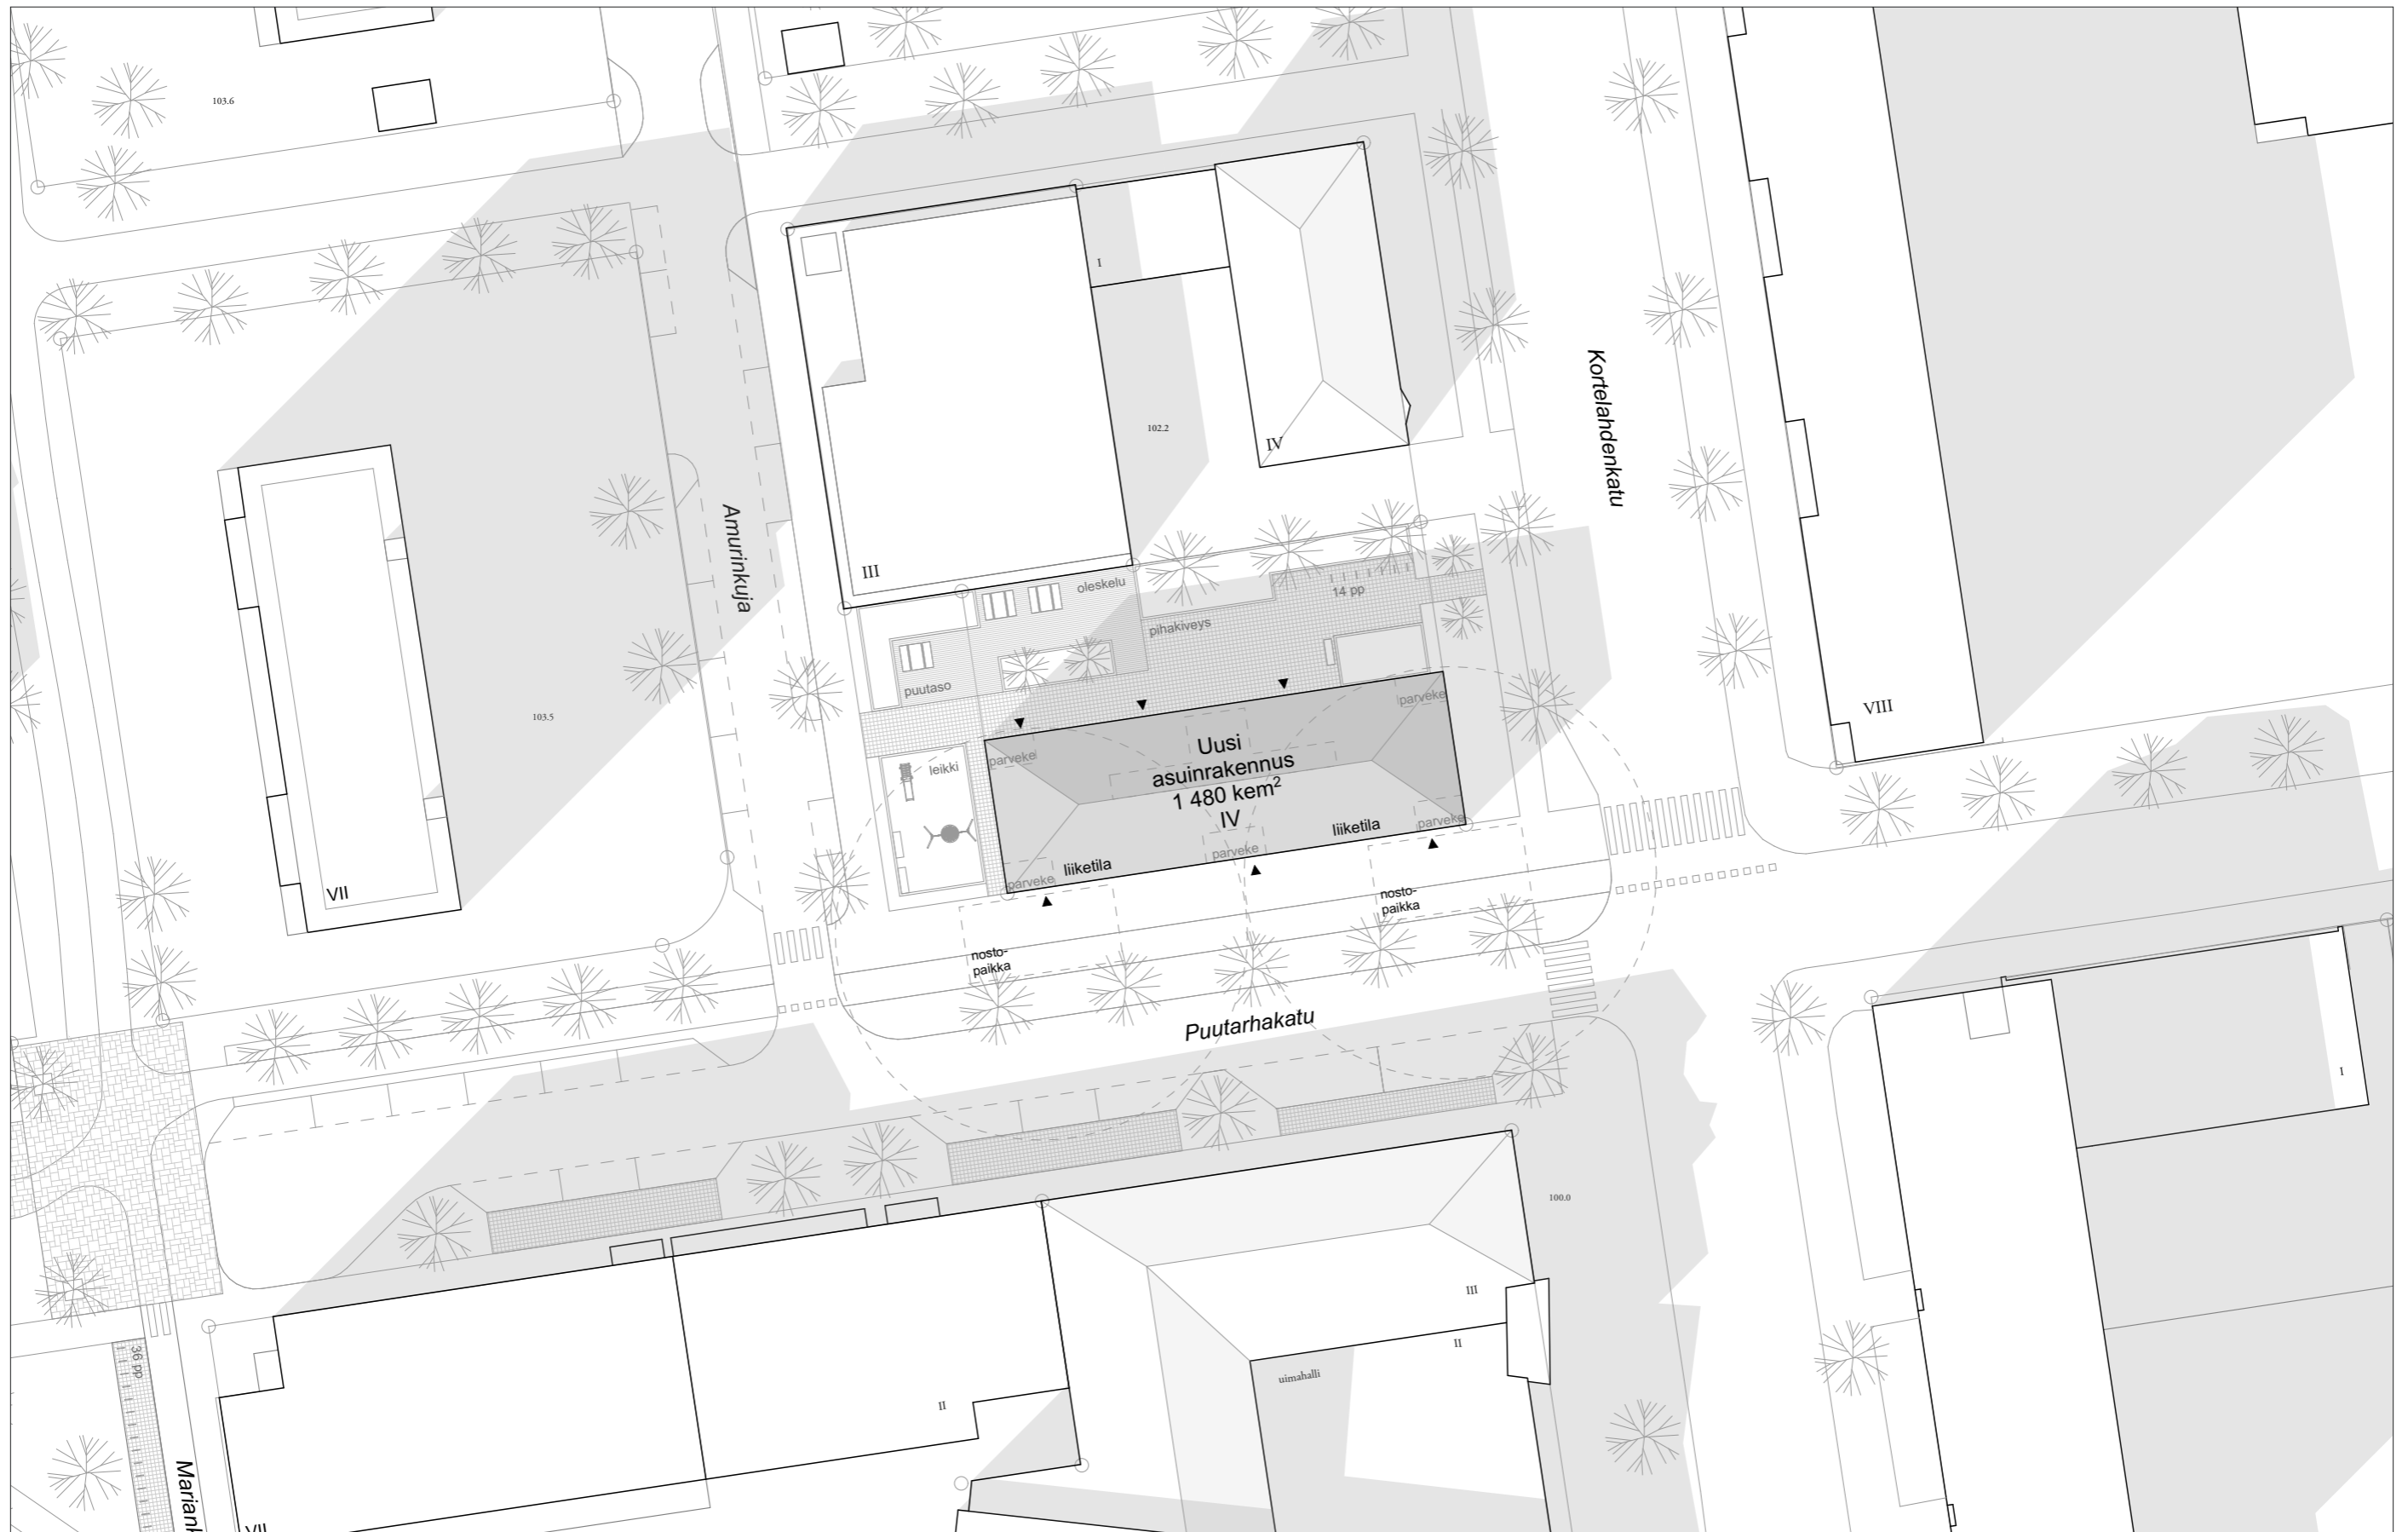 103.6
I
102.2
IV
Kortelahdenkatu
Amurinkuja
III
oleskelu
14 pp
pihakiveys
puutaso
103.5
VIII
parveke
Uusi
asuinrakennus
1 480 kem²
IV
parveke
leikki
liiketila
parveke
parveke
liiketila
parveke
VII
nosto-
paikka
nosto-
paikka
Puutarhakatu
I
100.0
III
II
uimahalli
II
36 pp
Mariank
VII